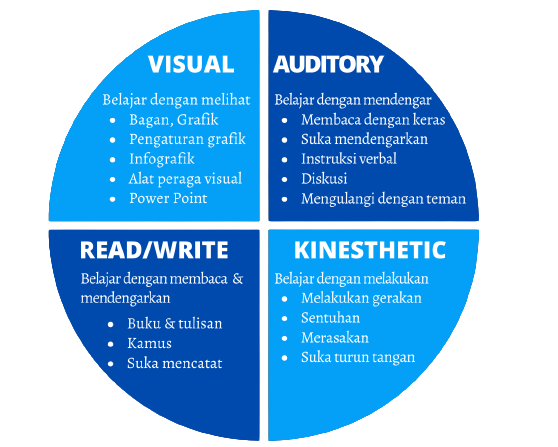 VISUAL
Belajar dengan melihat
• Bagan, Grafik
• Pengaturan grafik
• Infografik
• Alat peraga visual
• Power Point
AUDITORY
Belajar dengan mendengar
• Membaca dengan keras
• Suka mendengarkan
• Instruksi verbal
• Diskusi
• Mengulangi dengan teman
READ/WRITE
Belajar dengan membaca &
mendengarkan
• Buku & tulisan
• Kamus
• Suka mencatat
KINESTHETIC
Belajar dengan melakukan
• Melakukan gerakan
• Sentuhan
• Merasakan
• Suka turun tangan